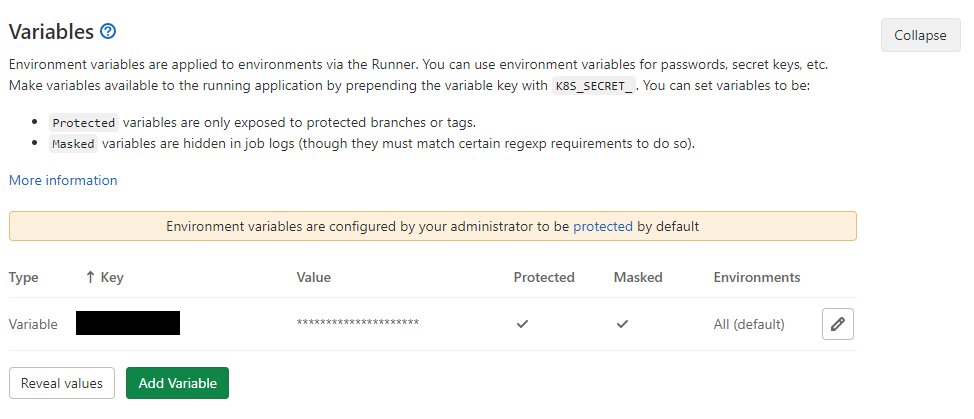 Variables
Collapse
Environment variables are applied to environments via the Runner. You can use environment variables for passwords, secret keys, etc.
Make variables available to the running application by prepending the variable key with K8S_SECRET_. You can set variables to be:
Protected variables are only exposed to protected branches or tags.
Masked variables are hidden in job logs (though they must match certain regexp requirements to do so).
More information
Environment variables are configured by your administrator to be protected by default
Type ↑ Key Value Protected Masked Environments
Variable ********************* All (default)
Reveal values Add Variable